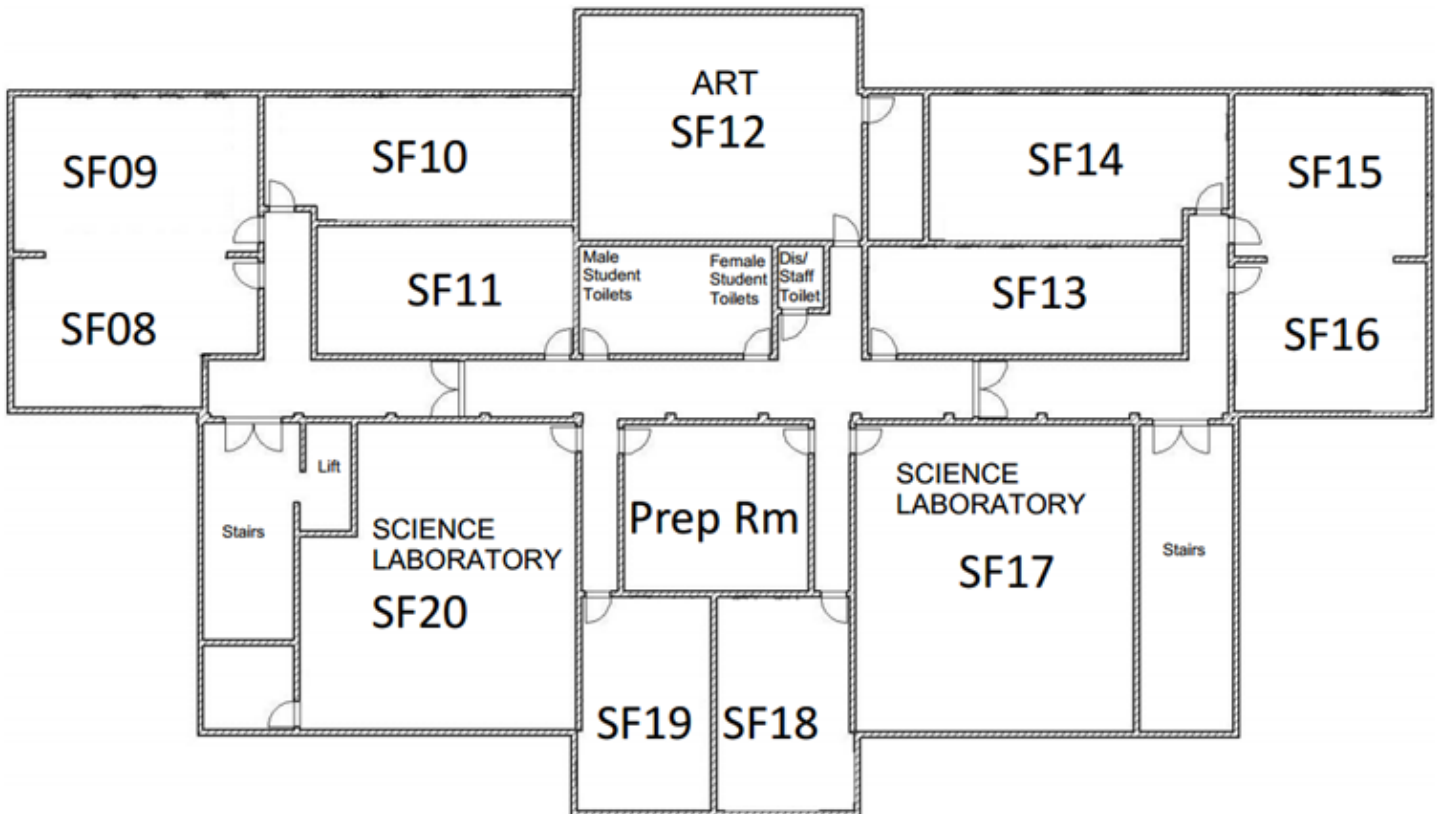 ART
SF12
SF09
SF10
SF14
SF15
Male
Student
Toilets
Female
Student
Toilets
Dis/
Staff
Toilet
SF11
SF13
SF08
SF16
Lift
Stairs
SCIENCE
LABORATORY
SF20
Prep Rm
SCIENCE
LABORATORY
SF17
Stairs
SF19
SF18